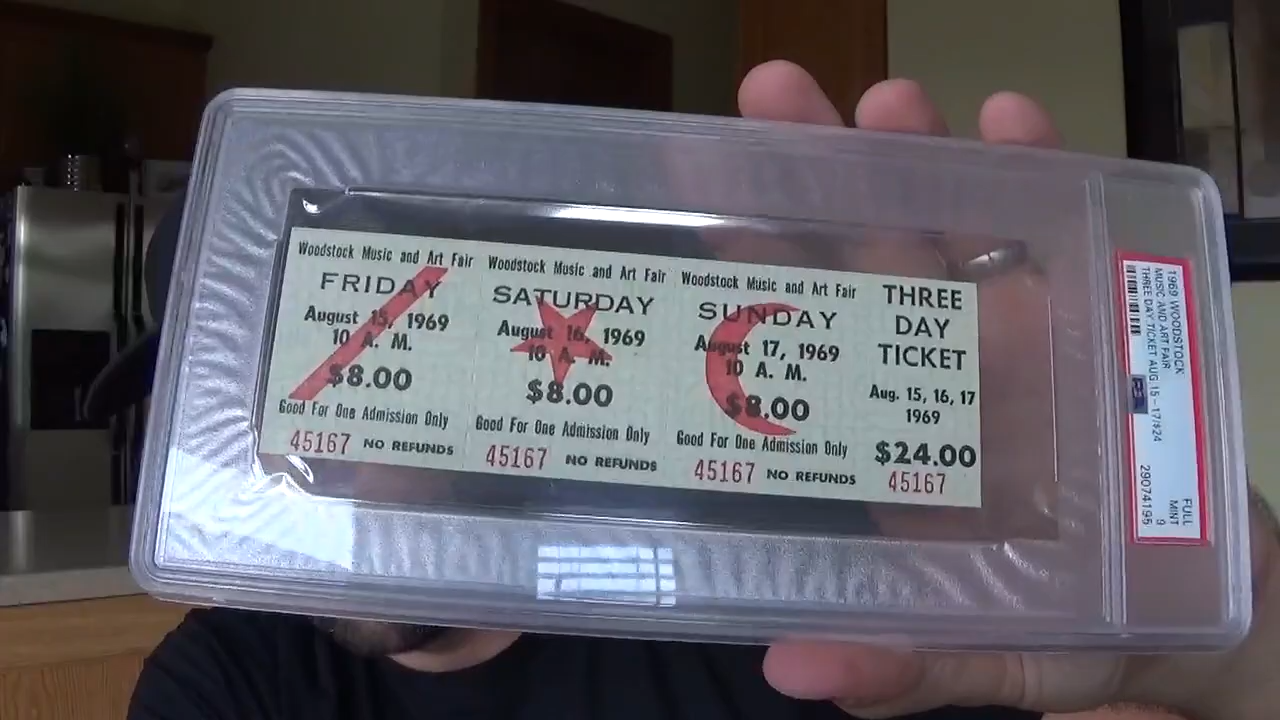 Woodstock Music and Art Fair
FRIDAY
August 15, 1969
10 A. M.
$8.00
Good For One Admission Only
45167 NO REFUNDS
Woodstock Music and Art Fair
SATURDAY
August 16, 1969
10 A. M.
$8.00
Good For One Admission Only
45167 NO REFUNDS
Woodstock Music and Art Fair
SUNDAY
August 17, 1969
10 A. M.
$8.00
Good For One Admission Only
45167 NO REFUNDS
THREE
DAY
TICKET
Aug. 15, 16, 17
1969
$24.00
45167
1969 WOODSTOCK
MUSIC AND ART FAIR
THREE DAY TICKET AUG. 15-17/$24
FULL
MINT
9
29074195